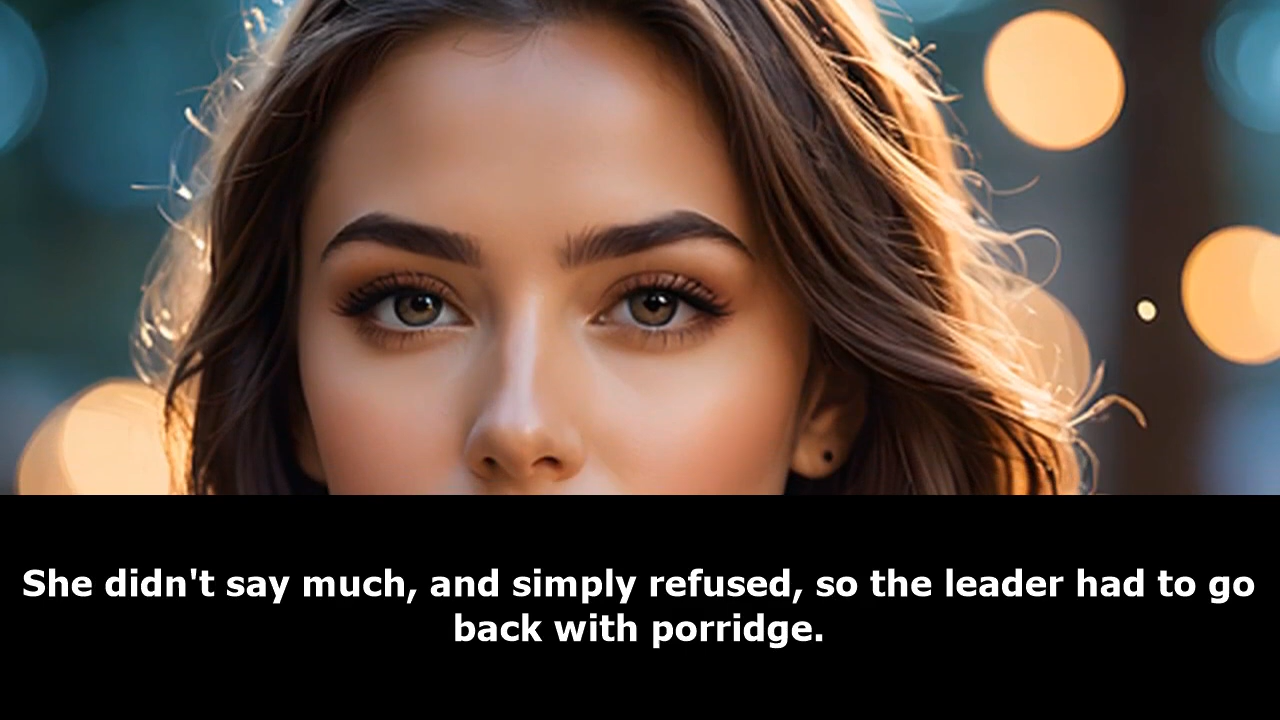 She didn't say much, and simply refused, so the leader had to go
back with porridge.